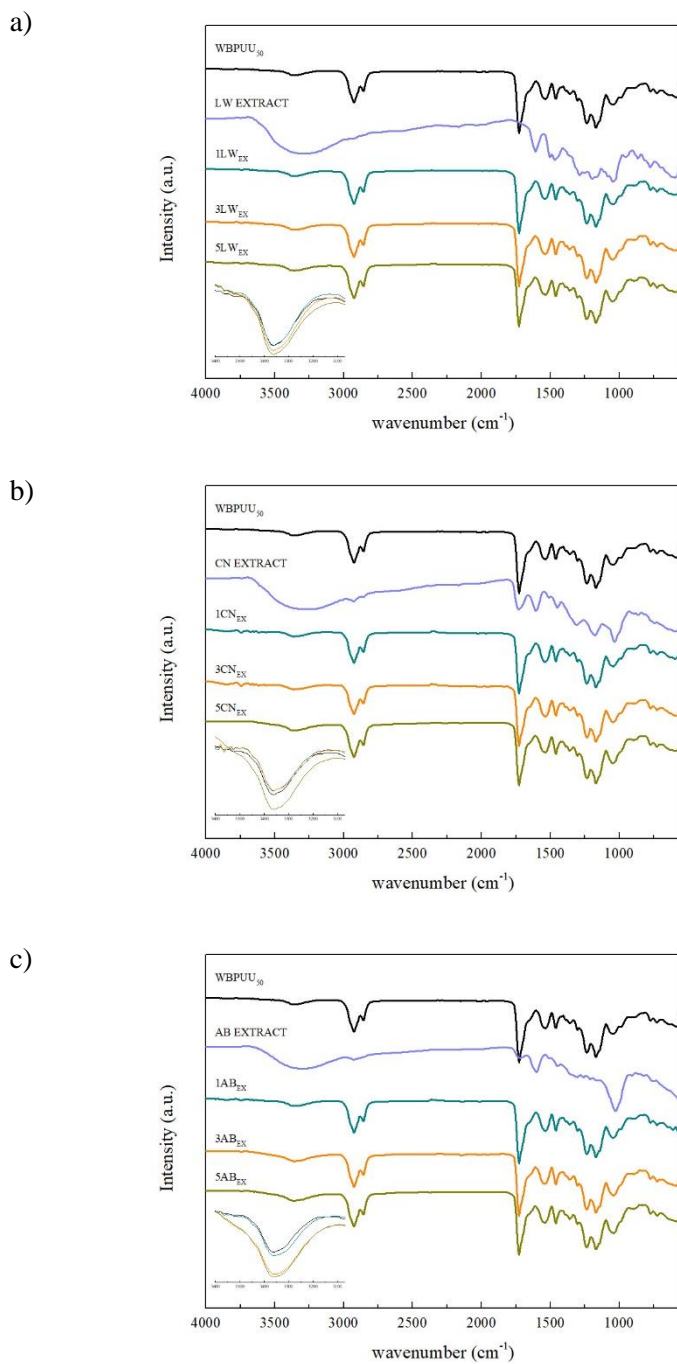 a)
WBPUU50
LW EXTRACT
1LWEX
3LWEX
5LWEX
Intensity (a.u.)
4000 3500 3000 2500 2000 1500 1000
wavenumber (cm-1)
b)
WBPUU50
CN EXTRACT
1CNEX
3CNEX
5CNEX
Intensity (a.u.)
4000 3500 3000 2500 2000 1500 1000
wavenumber (cm-1)
c)
WBPUU50
AB EXTRACT
1ABEX
3ABEX
5ABEX
Intensity (a.u.)
4000 3500 3000 2500 2000 1500 1000
wavenumber (cm-1)